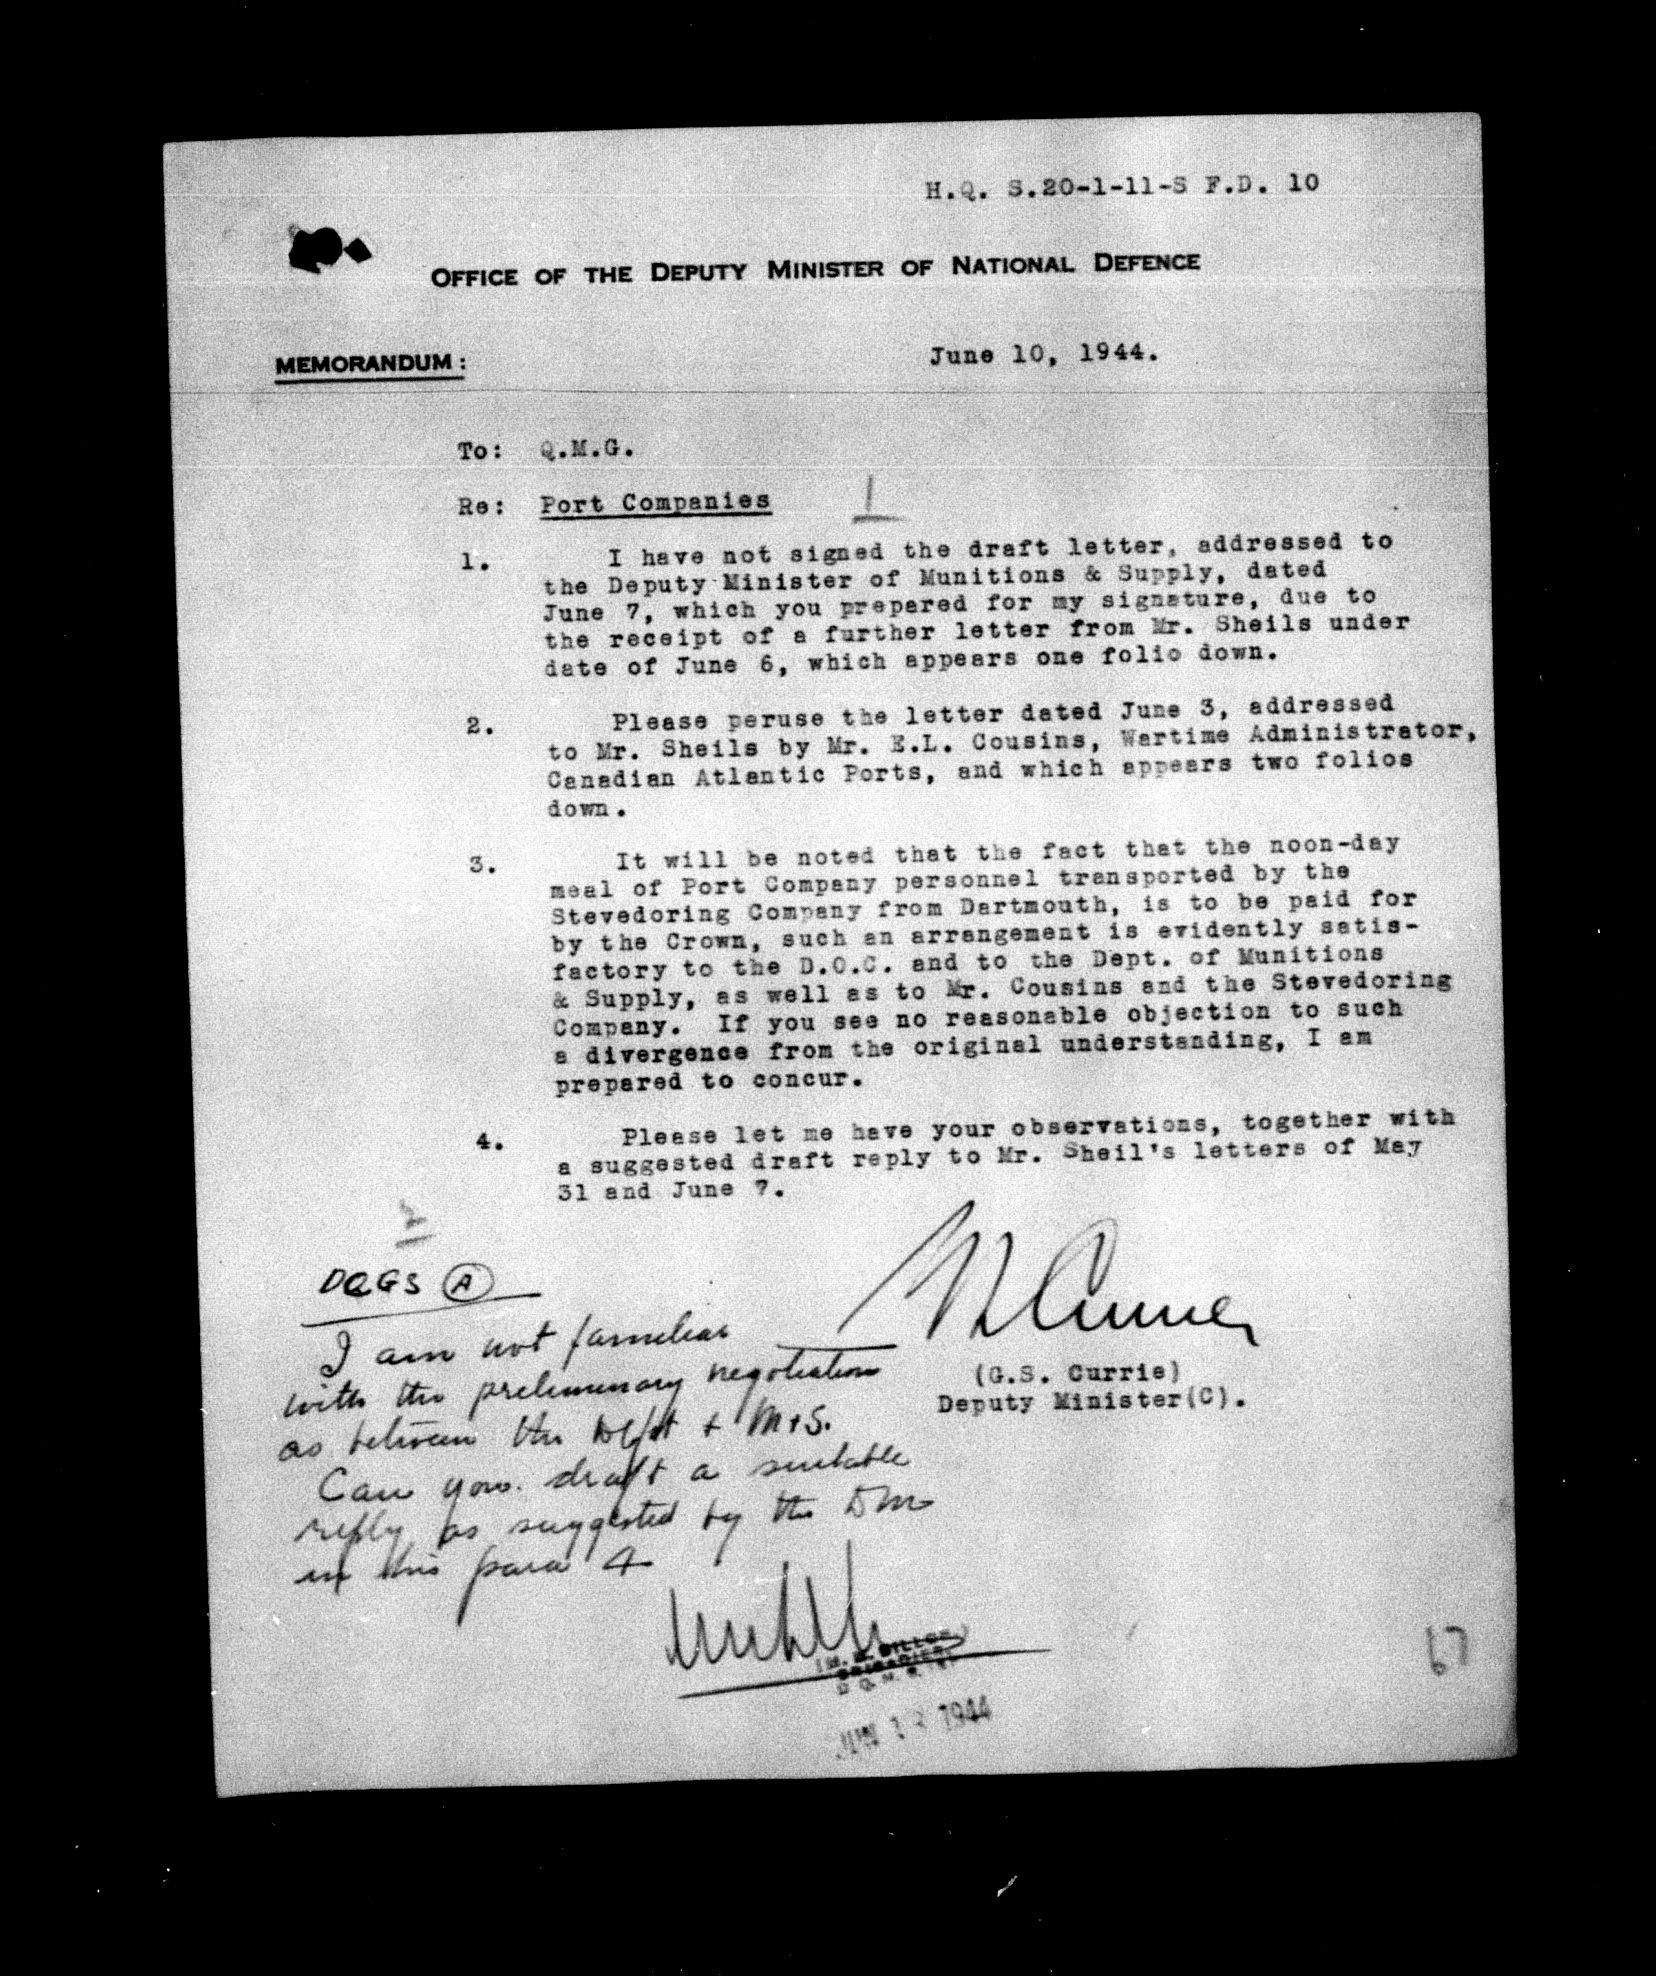 H.Q. S.20-1-11-S F.D. 10
OFFICE OF THE DEPUTY MINISTER OF NATIONAL DEFENCE
MEMORANDUM:
June 10, 1944.
To: Q.M.G.
Re: Port Companies
1
1. I have not signed the draft letter, addressed to
the Deputy Minister of Munitions & Supply, dated
June 7, which you prepared for my signature, due to
the receipt of a further letter from Mr. Sheils under
date of June 6, which appears one folio down.
2. Please peruse the letter dated June 3, addressed
to Mr. Sheils by Mr. E.L. Cousins, Wartime Administrator,
Canadian Atlantic Ports, and which appears two folios
down.
3. It will be noted that the fact that the noon-day
meal of Port Company personnel transported by the
Stevedoring Company from Dartmouth, is to be paid for
by the Crown, such an arrangement is evidently satis-
factory to the D.O.C. and to the Dept. of Munitions
& Supply, as well as to Mr. Cousins and the Stevedoring
Company. If you see no reasonable objection to such
a divergence from the original understanding, I am
prepared to concur.
4. Please let me have your observations, together with
a suggested draft reply to Mr. Sheil's letters of May
31 and June 7.
2
(G.S. Currie)
Deputy Minister(C).
DQGS A
I am not familiar
with the preliminary negotiation
as between the Dept + M+S.
Can you draft a suitable
reply as suggested by the DM
in his para 4
JUN 1944
67